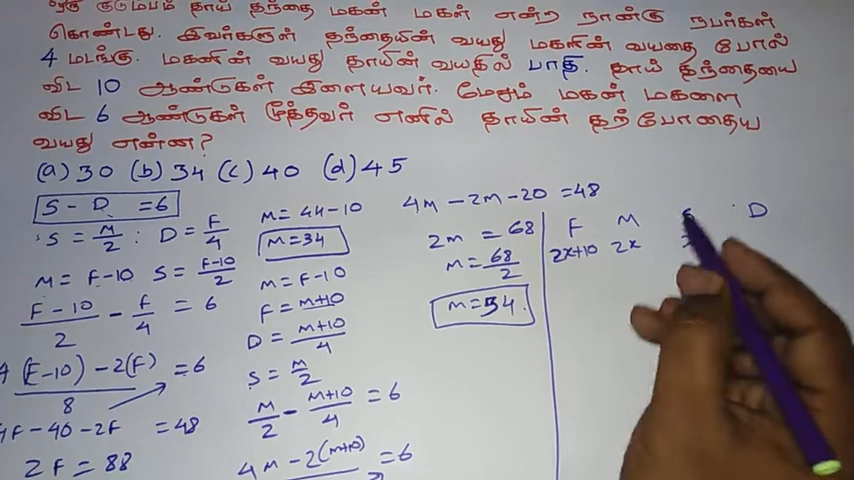 ஒரு குடும்பம் தாய் தந்தை மகன் மகள் என்ற நான்கு நபர்கள்
கொண்டது. இவர்களுள் தந்தையின் வயது மகளின் வயதை போல்
4 மடங்கு. மகனின் வயது தாயின் வயதில் பாதி. தாய் தந்தையை
விட 10 ஆண்டுகள் இளையவர். மேலும் மகன் மகளை
விட 6 ஆண்டுகள் மூத்தவர் எனில் தாயின் தற்போதைய
வயது என்ன?
(a) 30 (b) 34 (c) 40 (d) 45
S - D = 6
S = M/2 : D = F/4
M = F-10 S = F-10/2
F-10/2 - F/4 = 6
4(F-10) - 2(F)/8 = 6
4F-40-2F = 48
2F = 88
M = 44-10
M = 34
M = F-10
F = M+10
D = M+10/4
S = M/2
M/2 - M+10/4 = 6
4M-2(M+10) = 6
4M-2M-20 = 48
2M = 68
M = 68/2
M = 34.
F M S : D
2x+10 2x